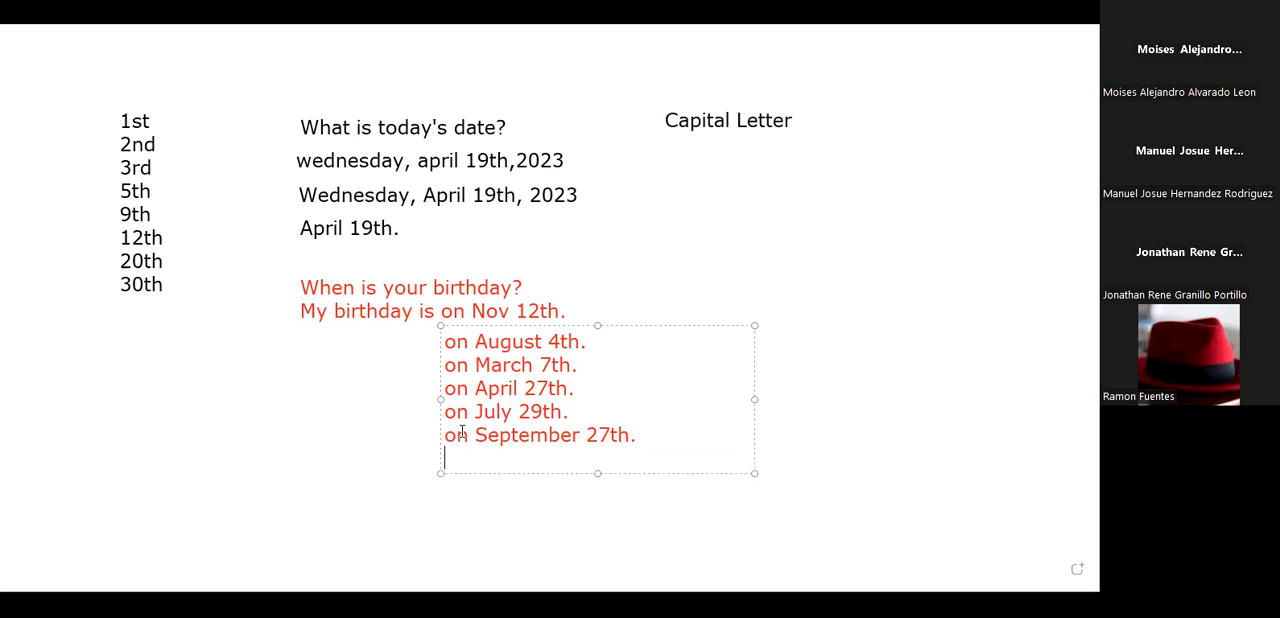 1st
2nd
3rd
5th
9th
12th
20th
30th
What is today's date?
wednesday, april 19th,2023
Wednesday, April 19th, 2023
April 19th.
Capital Letter
When is your birthday?
My birthday is on Nov 12th.
on August 4th.
on March 7th.
on April 27th.
on July 29th.
on September 27th.
Moises Alejandro...
Moises Alejandro Alvarado Leon
Manuel Josue Her...
Manuel Josue Hernandez Rodriguez
Jonathan Rene Gr...
Jonathan Rene Granillo Portillo
Ramon Fuentes